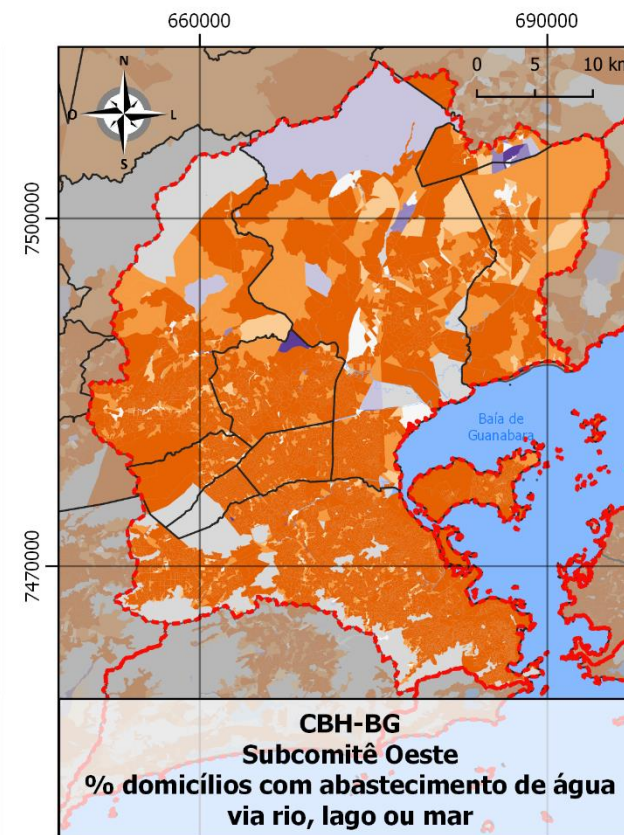 660000
690000
N
O
L
S
0
5
10 km
7500000
7470000
Baía de
Guanabara
CBH-BG
Subcomitê Oeste
% domicílios com abastecimento de água
via rio, lago ou mar